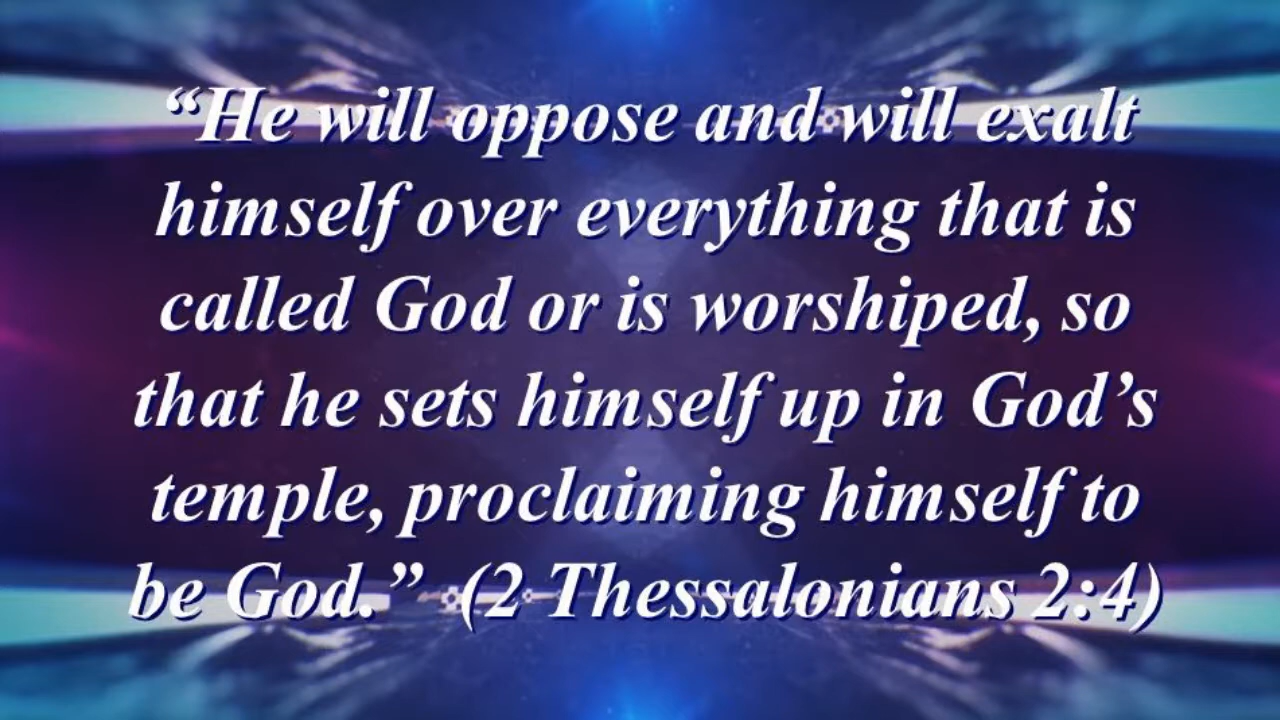 “He will oppose and will exalt
himself over everything that is
called God or is worshiped, so
that he sets himself up in God’s
temple, proclaiming himself to
be God.” (2 Thessalonians 2:4)